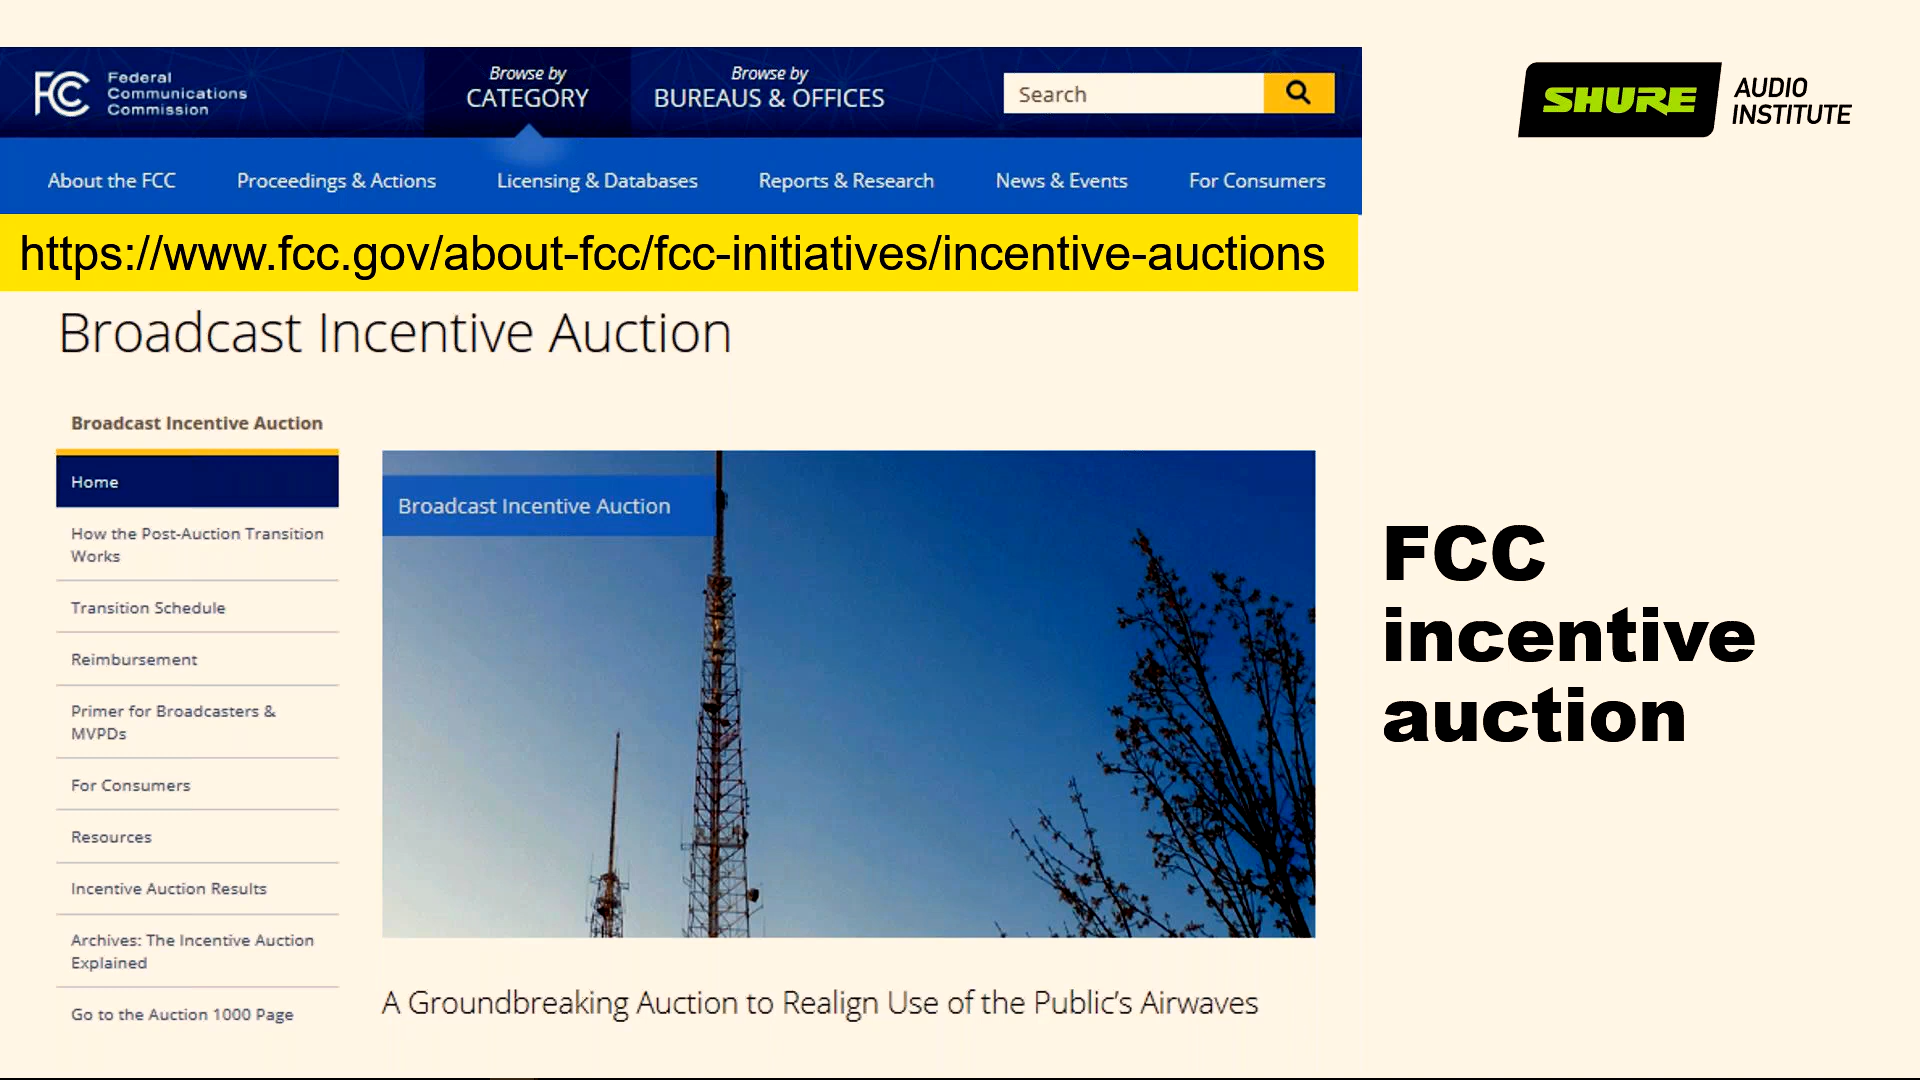 FCC
Federal
Communications
Commission
Browse by
CATEGORY
Browse by
BUREAUS & OFFICES
Search
SHURE
AUDIO
INSTITUTE
About the FCC
Proceedings & Actions
Licensing & Databases
Reports & Research
News & Events
For Consumers
https://www.fcc.gov/about-fcc/fcc-initiatives/incentive-auctions
Broadcast Incentive Auction
Broadcast Incentive Auction
Home
How the Post-Auction Transition
Works
Transition Schedule
Reimbursement
Primer for Broadcasters &
MVPDs
For Consumers
Resources
Incentive Auction Results
Archives: The Incentive Auction
Explained
Go to the Auction 1000 Page
Broadcast Incentive Auction
A Groundbreaking Auction to Realign Use of the Public's Airwaves
FCC
incentive
auction